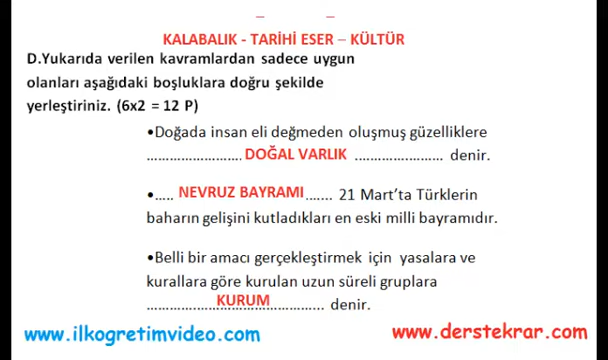 KALABALIK - TARİHİ ESER – KÜLTÜR
D.Yukarıda verilen kavramlardan sadece uygun
olanları aşağıdaki boşluklara doğru şekilde
yerleştiriniz. (6x2 = 12 P)
•Doğada insan eli değmeden oluşmuş güzelliklere
………………………. DOĞAL VARLIK …………………… denir.
•….. NEVRUZ BAYRAMI……. 21 Mart’ta Türklerin
baharın gelişini kutladıkları en eski milli bayramıdır.
•Belli bir amacı gerçekleştirmek için yasalara ve
kurallara göre kurulan uzun süreli gruplara
………………KURUM…………… denir.
www.ilkogretimvideo.com
www.derstekrar.com